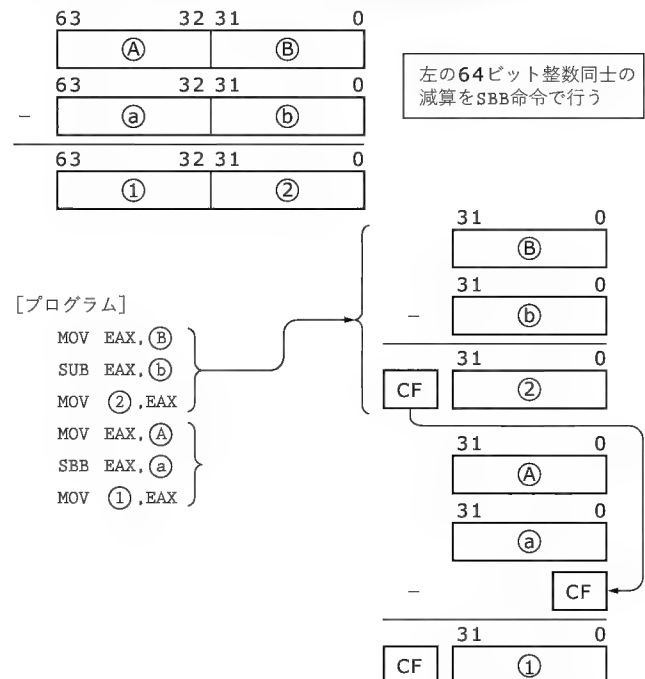 63 32 31 0
Ⓐ Ⓑ
63 32 31 0
− ⓐ ⓑ
63 32 31 0
① ②
左の64ビット整数同士の
減算をSBB命令で行う
[プログラム]
MOV EAX,Ⓑ
SUB EAX,ⓑ
MOV ②,EAX
MOV EAX,Ⓐ
SBB EAX,ⓐ
MOV ①,EAX
31 0
Ⓑ
31 0
− ⓑ
31 0
CF ②
31 0
Ⓐ
31 0
ⓐ
− CF
31 0
CF ①